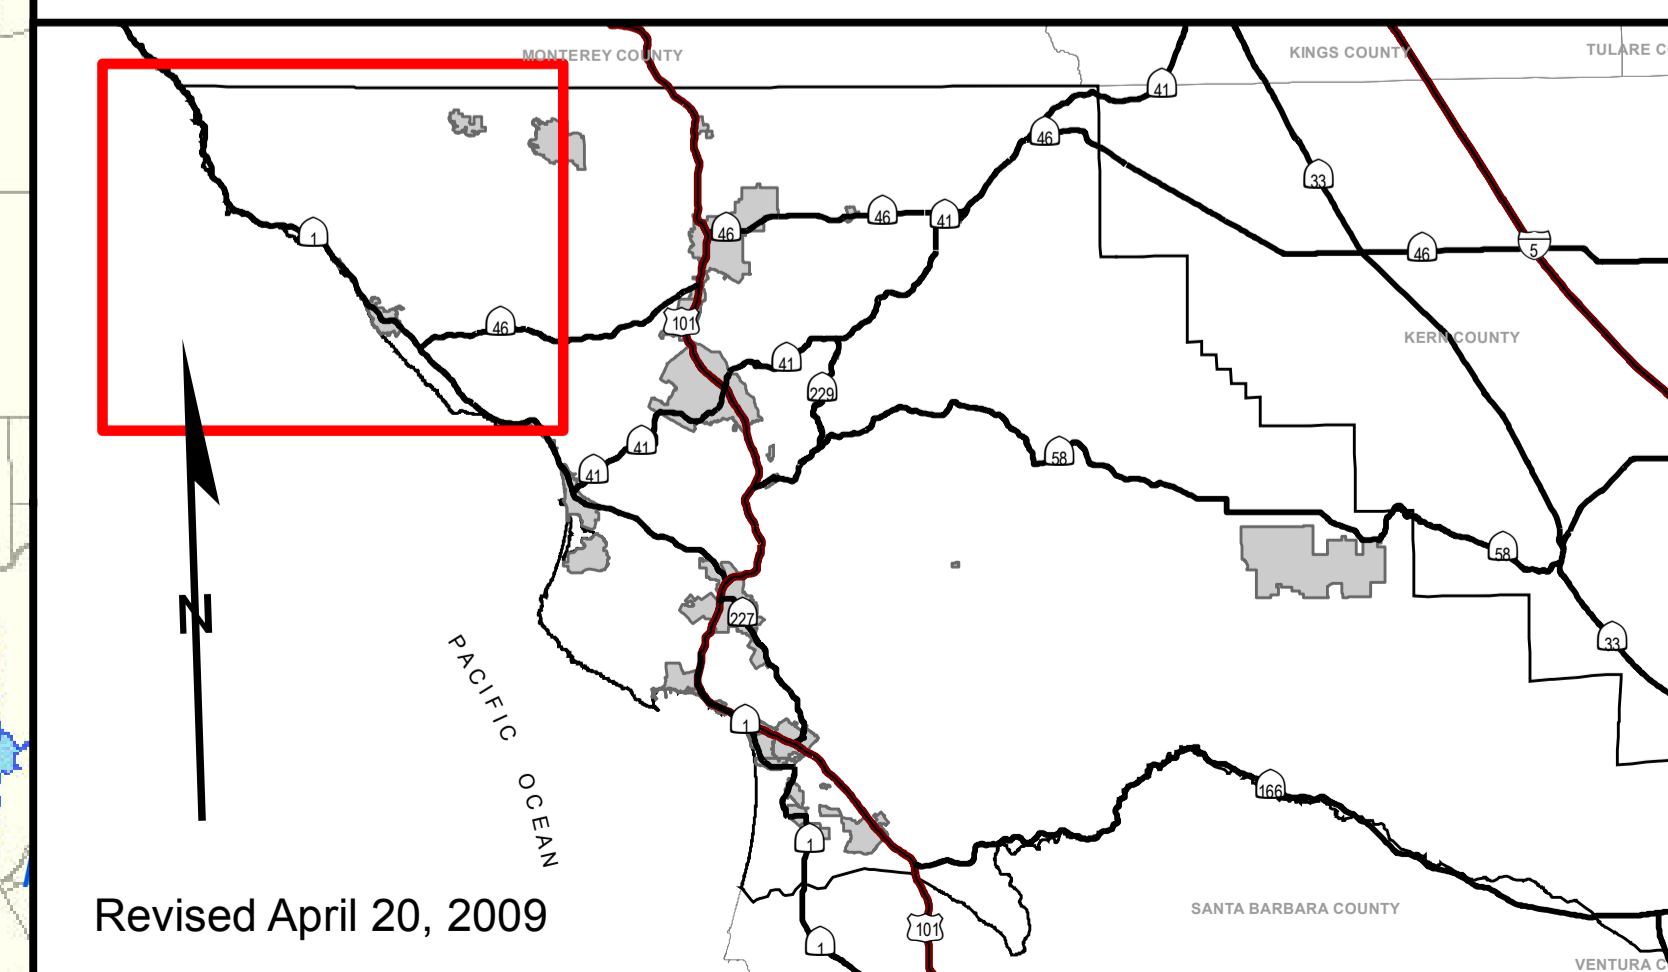 MONTEREY COUNTY
KINGS COUNTY
TULARE C
41
46
33
46
46
41
1
46
5
46
101
KERN COUNTY
41
229
41
58
41
58
N
227
33
PACIFIC OCEAN
1
166
1
Revised April 20, 2009
SANTA BARBARA COUNTY
101
1
VENTURA C